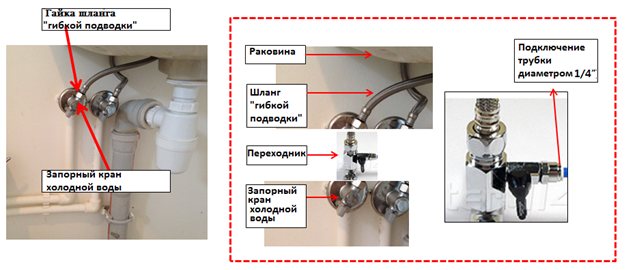 Гайка шланга
"гибкой подводки"
Запорный кран
холодной воды
Раковина
Шланг
"гибкой
подводки"
Переходник
Запорный
кран
холодной
воды
Подключение
трубки
диаметром 1/4″